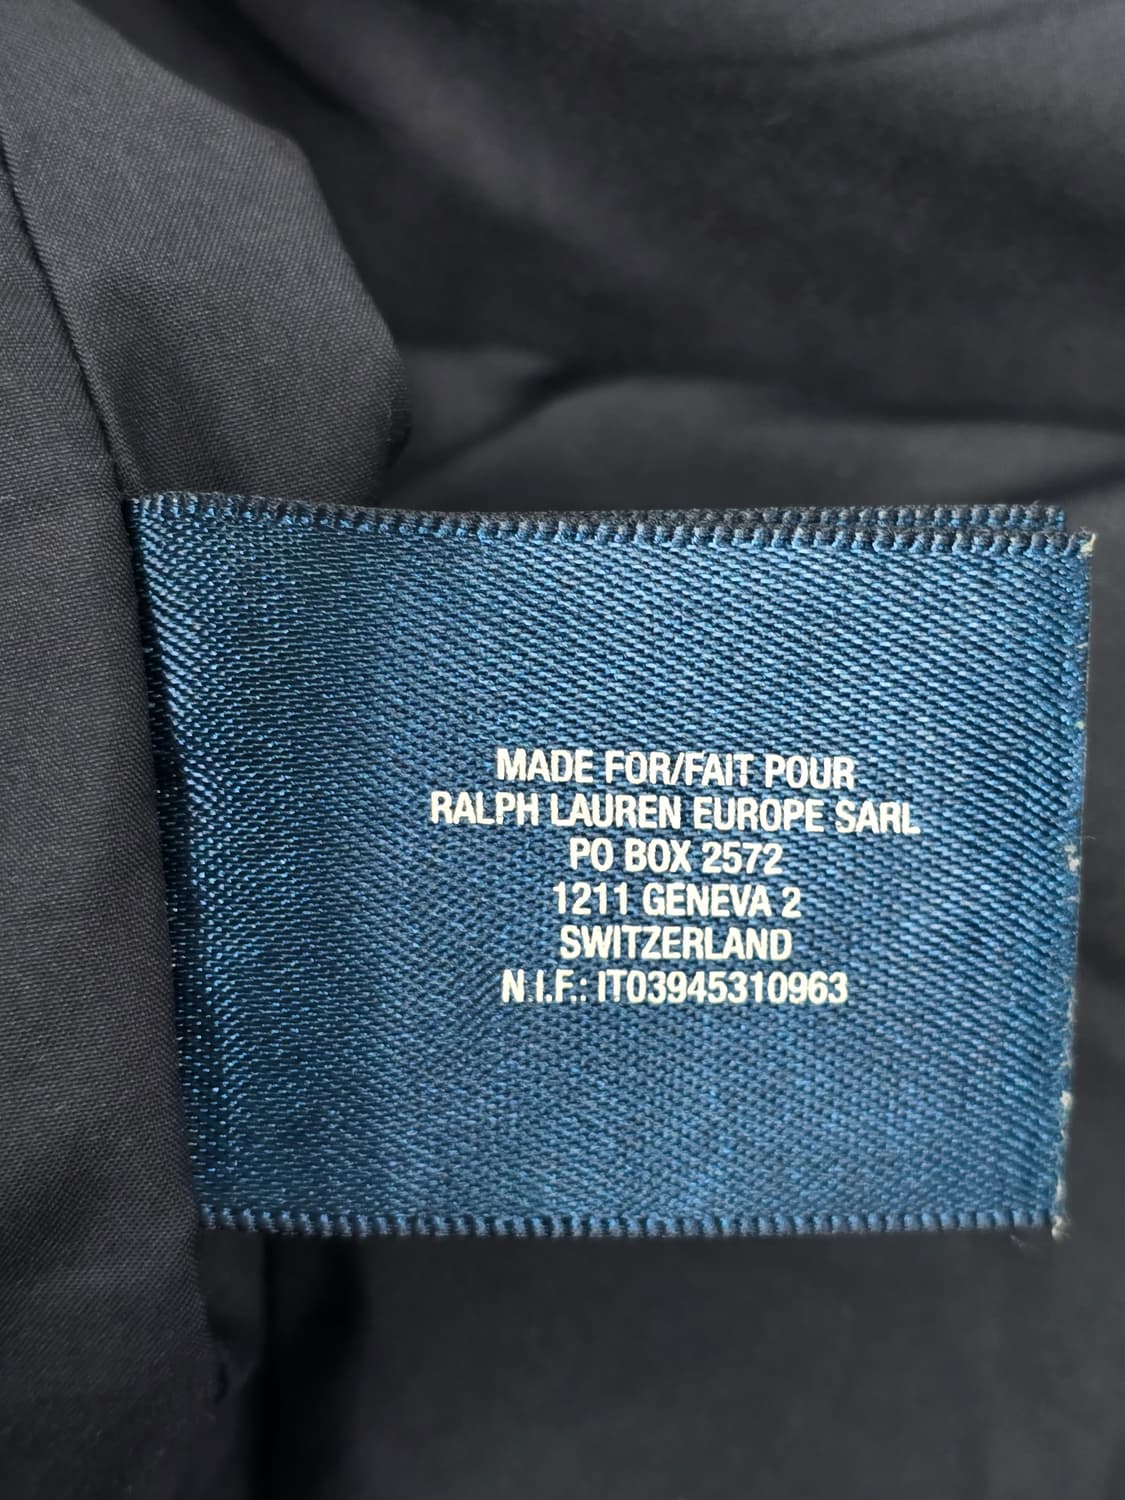 MADE FOR/FAIT POUR
RALPH LAUREN EUROPE SARL
PO BOX 2572
1211 GENEVA 2
SWITZERLAND
N.I.F.: IT03945310963